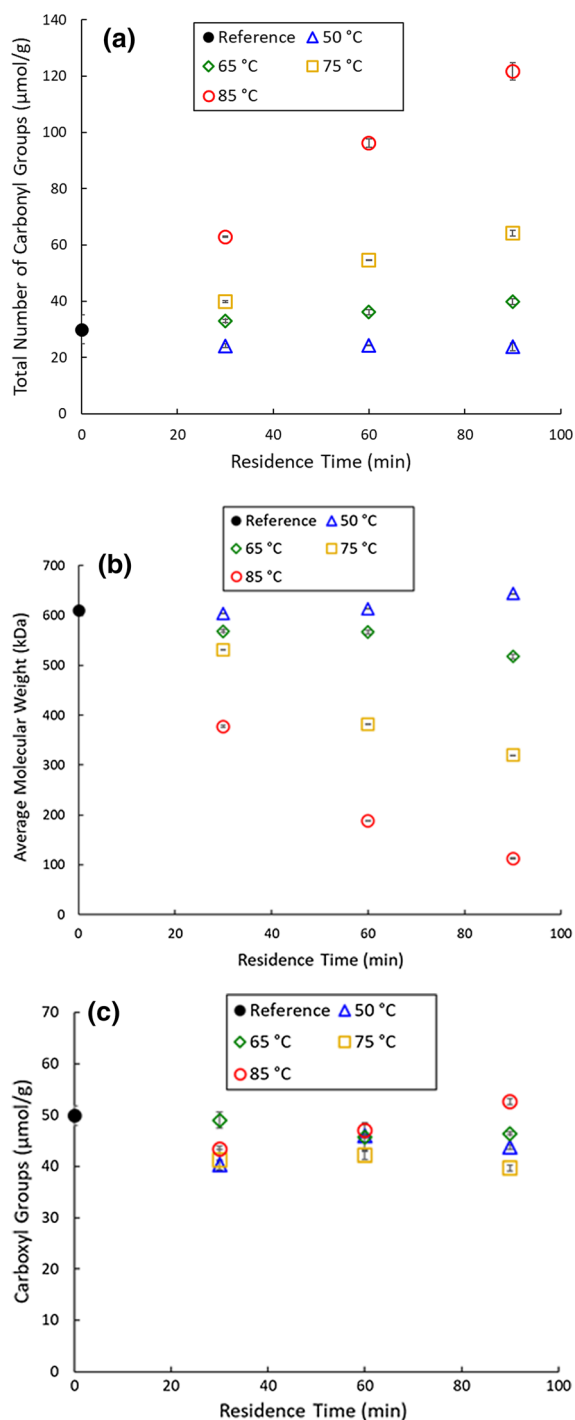 (a)
Reference 50 °C
65 °C 75 °C
85 °C
Total Number of Carbonyl Groups (µmol/g)
140
120
100
80
60
40
20
0
0 20 40 60 80 100
Residence Time (min)
(b)
Reference 50 °C
65 °C 75 °C
85 °C
Average Molecular Weight (kDa)
700
600
500
400
300
200
100
0
0 20 40 60 80 100
Residence Time (min)
(c)
Reference 50 °C
65 °C 75 °C
85 °C
Carboxyl Groups (µmol/g)
70
60
50
40
30
20
10
0
0 20 40 60 80 100
Residence Time (min)